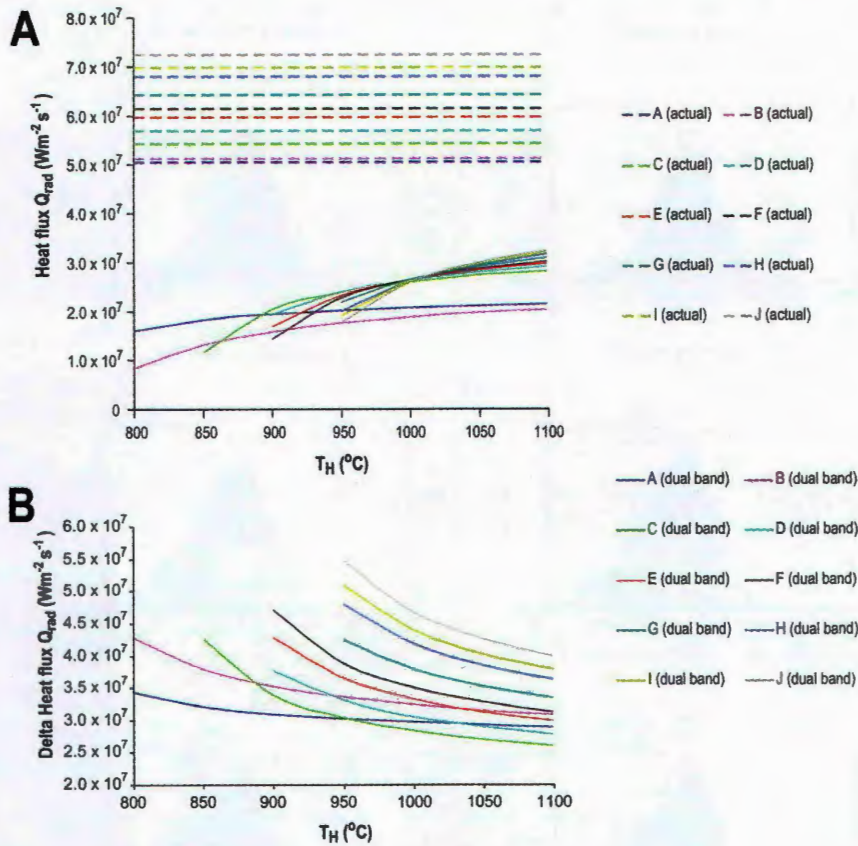 A
Heat flux Qrad (Wm-2 s-1)
8.0 x 10^7
7.0 x 10^7
6.0 x 10^7
5.0 x 10^7
4.0 x 10^7
3.0 x 10^7
2.0 x 10^7
1.0 x 10^7
0
800 850 900 950 1000 1050 1100
TH (°C)
A (actual) B (actual)
C (actual) D (actual)
E (actual) F (actual)
G (actual) H (actual)
I (actual) J (actual)
B
Delta Heat flux Qrad (Wm-2 s-1)
6.0 x 10^7
5.5 x 10^7
5.0 x 10^7
4.5 x 10^7
4.0 x 10^7
3.5 x 10^7
3.0 x 10^7
2.5 x 10^7
2.0 x 10^7
800 850 900 950 1000 1050 1100
TH (°C)
A (dual band) B (dual band)
C (dual band) D (dual band)
E (dual band) F (dual band)
G (dual band) H (dual band)
I (dual band) J (dual band)